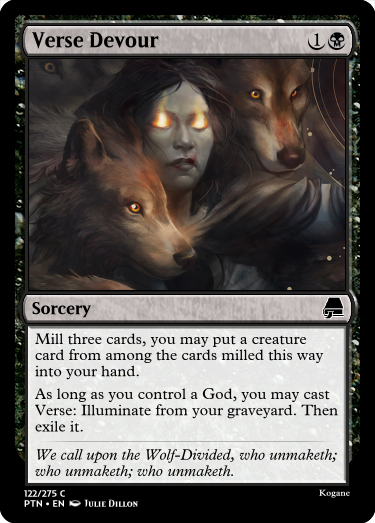 Verse Devour 1
Sorcery
Mill three cards, you may put a creature
card from among the cards milled this way
into your hand.
As long as you control a God, you may cast
Verse: Illuminate from your graveyard. Then
exile it.
We call upon the Wolf-Divided, who unmaketh;
who unmaketh; who unmaketh.
122/275 C
Kogane
PTN • EN Julie Dillon